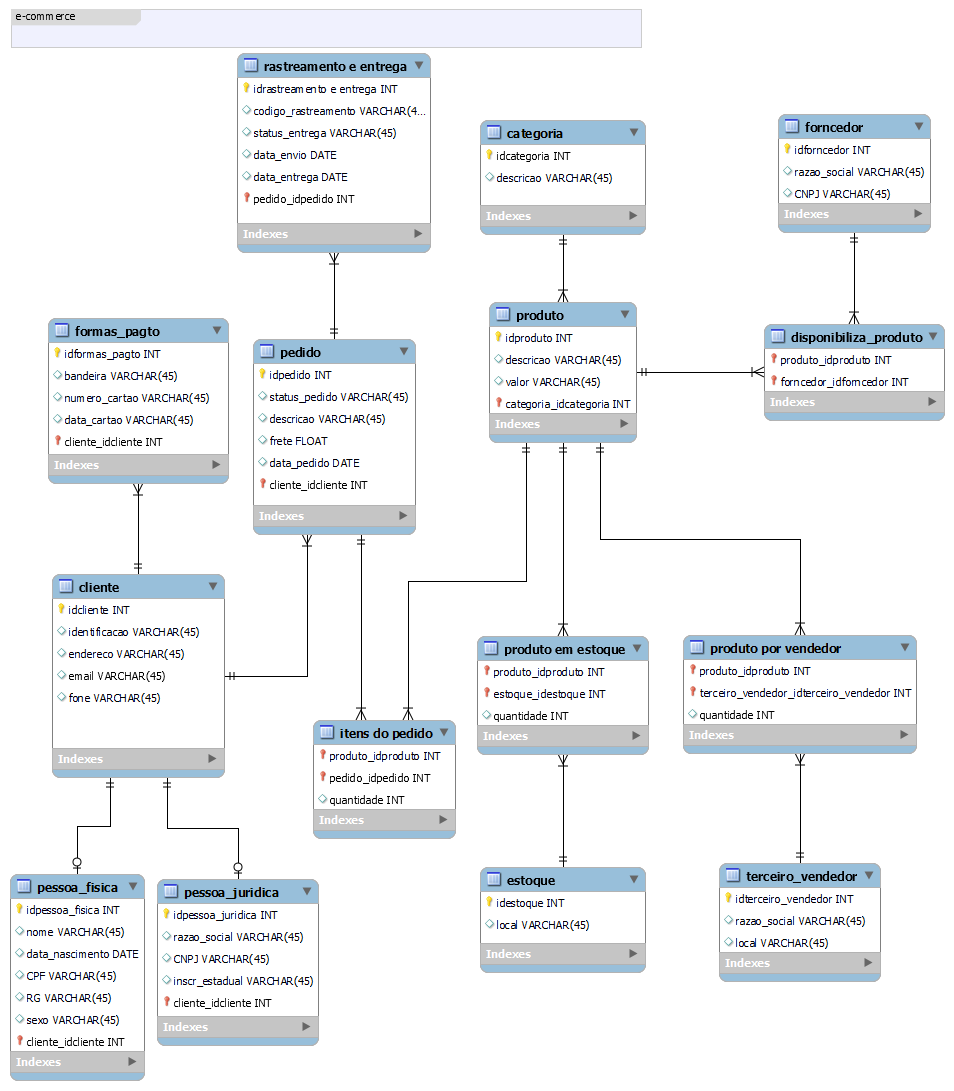 e-commerce
rastreamento e entrega
idrastreamento e entrega INT
codigo_rastreamento VARCHAR(4...
status_entrega VARCHAR(45)
data_envio DATE
data_entrega DATE
pedido_idpedido INT
Indexes
categoria
idcategoria INT
descricao VARCHAR(45)
Indexes
forncedor
idforncedor INT
razao_social VARCHAR(45)
CNPJ VARCHAR(45)
Indexes
formas_pagto
idformas_pagto INT
bandeira VARCHAR(45)
numero_cartao VARCHAR(45)
data_cartao VARCHAR(45)
cliente_idcliente INT
Indexes
pedido
idpedido INT
status_pedido VARCHAR(45)
descricao VARCHAR(45)
frete FLOAT
data_pedido DATE
cliente_idcliente INT
Indexes
produto
idproduto INT
descricao VARCHAR(45)
valor VARCHAR(45)
categoria_idcategoria INT
Indexes
disponibiliza_produto
produto_idproduto INT
forncedor_idforncedor INT
Indexes
cliente
idcliente INT
identificacao VARCHAR(45)
endereco VARCHAR(45)
email VARCHAR(45)
fone VARCHAR(45)
Indexes
itens do pedido
produto_idproduto INT
pedido_idpedido INT
quantidade INT
Indexes
produto em estoque
produto_idproduto INT
estoque_idestoque INT
quantidade INT
Indexes
produto por vendedor
produto_idproduto INT
terceiro_vendedor_idterceiro_vendedor INT
quantidade INT
Indexes
pessoa_fisica
idpessoa_fisica INT
nome VARCHAR(45)
data_nascimento DATE
CPF VARCHAR(45)
RG VARCHAR(45)
sexo VARCHAR(45)
cliente_idcliente INT
Indexes
pessoa_juridica
idpessoa_juridica INT
razao_social VARCHAR(45)
CNPJ VARCHAR(45)
inscr_estadual VARCHAR(45)
cliente_idcliente INT
Indexes
estoque
idestoque INT
local VARCHAR(45)
Indexes
terceiro_vendedor
idterceiro_vendedor INT
razao_social VARCHAR(45)
local VARCHAR(45)
Indexes